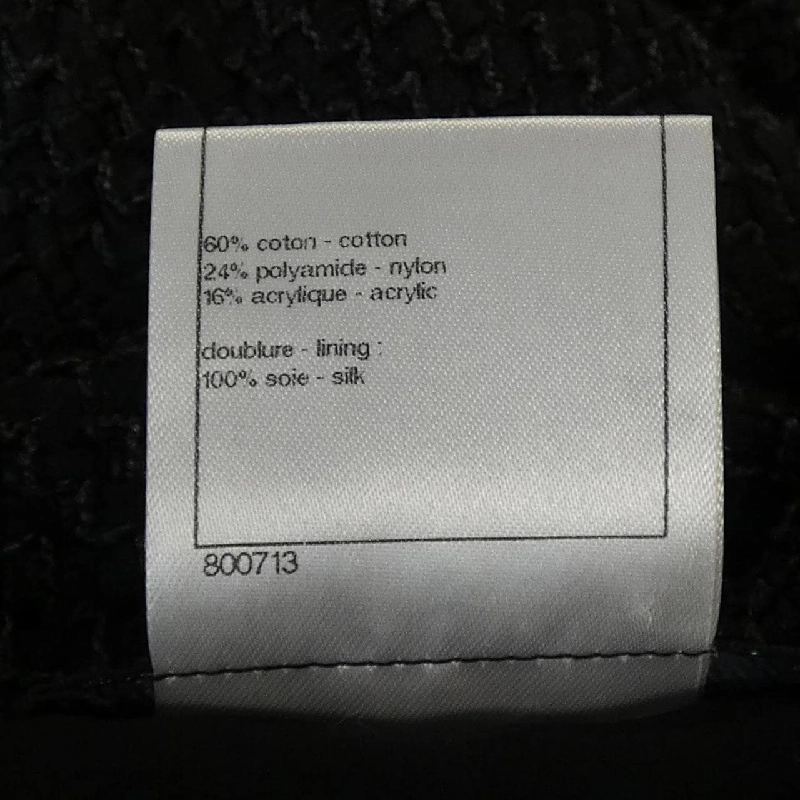 60% coton - cotton
24% polyamide - nylon
16% acrylique - acrylic
doublure - lining :
100% soie - silk
800713